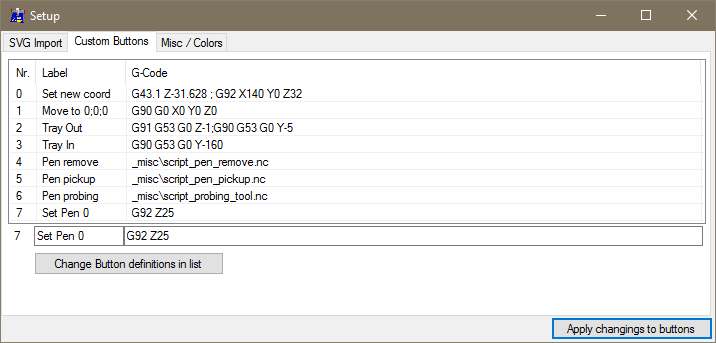 Setup
SVG Import Custom Buttons Misc / Colors
Nr. Label G-Code
0 Set new coord G43.1 Z-31.628 ; G92 X140 Y0 Z32
1 Move to 0;0;0 G90 G0 X0 Y0 Z0
2 Tray Out G91 G53 G0 Z-1;G90 G53 G0 Y-5
3 Tray In G90 G53 G0 Y-160
4 Pen remove _misc\script_pen_remove.nc
5 Pen pickup _misc\script_pen_pickup.nc
6 Pen probing _misc\script_probing_tool.nc
7 Set Pen 0 G92 Z25
7 Set Pen 0 G92 Z25
Change Button definitions in list
Apply changings to buttons